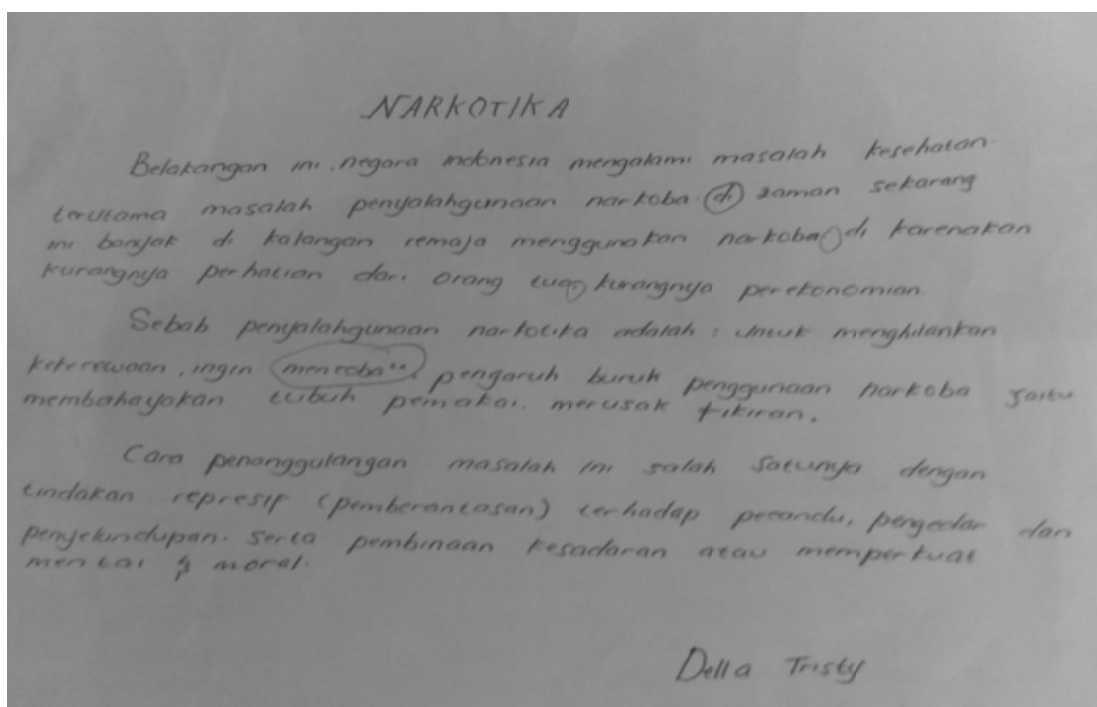 NARKOTIKA
Belakangan ini. negara indonesia mengalami masalah kesehatan.
terutama masalah penyalahgunaan narkoba. di zaman sekarang
ini banyak di kalangan remaja menggunakan narkoba di karenakan
kurangnya perhatian dari orang tua, kurangnya perekonomian.
Sebab penyalahgunaan narkotika adalah : untuk menghilankan
kekecewaan, ingin mencoba". pengaruh buruk penggunaan narkoba yaitu
membahayakan tubuh pemakai. merusak fikiran.
Cara penanggulangan masalah ini salah satunya dengan
tindakan represif (pemberantasan) terhadap pecandu, pengedar dan
penyelundupan. serta pembinaan kesadaran atau memperkuat
mental & moral.
Della Tristy